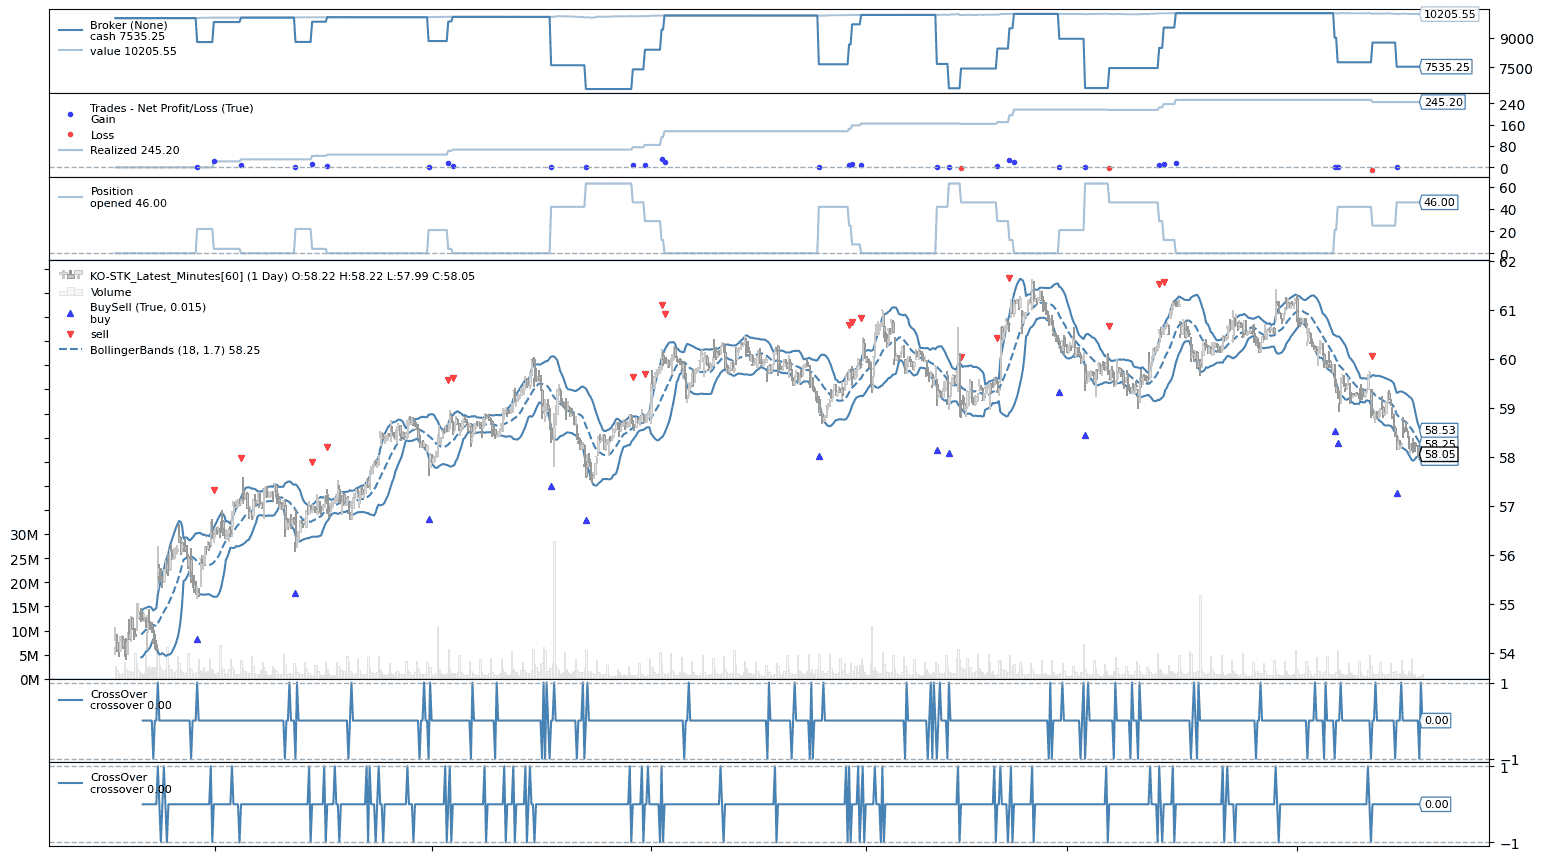 Broker (None)
cash 7535.25
value 10205.55
10205.55
9000
7535.25
7500
Trades - Net Profit/Loss (True)
Gain
Loss
Realized 245.20
245.20
240
160
80
0
Position
opened 46.00
60
46.00
40
20
0
KO-STK_Latest_Minutes[60] (1 Day) O:58.22 H:58.22 L:57.99 C:58.05
Volume
BuySell (True, 0.015)
buy
sell
BollingerBands (18, 1.7) 58.25
62
61
60
59
58.53
58.25
58.05
58
57
56
55
54
30M
25M
20M
15M
10M
5M
0M
CrossOver
crossover 0.00
1
0.00
−1
CrossOver
crossover 0.00
1
0.00
−1